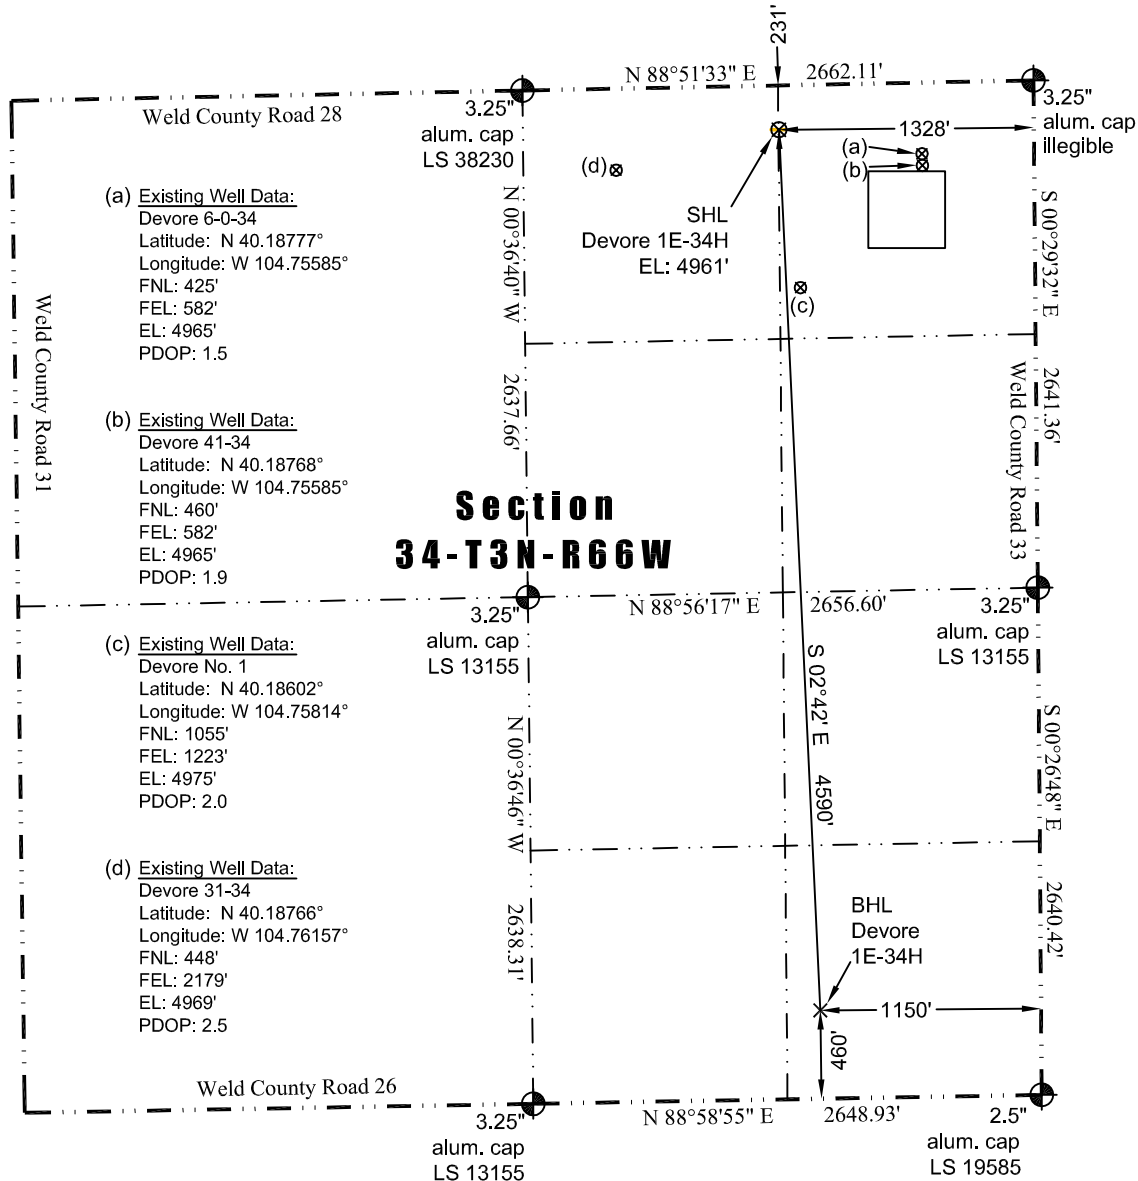 231'
N 88°51'33" E 2662.11'
Weld County Road 28
3.25"
alum. cap
LS 38230
3.25"
alum. cap
illegible
1328'
(a)
(b)
(d)
(c)
SHL
Devore 1E-34H
EL: 4961'
(a) Existing Well Data:
Devore 6-0-34
Latitude: N 40.18777°
Longitude: W 104.75585°
FNL: 425'
FEL: 582'
EL: 4965'
PDOP: 1.5
N 00°36'40" W 2637.66'
S 00°29'32" E 2641.36'
Weld County Road 31
Weld County Road 33
(b) Existing Well Data:
Devore 41-34
Latitude: N 40.18768°
Longitude: W 104.75585°
FNL: 460'
FEL: 582'
EL: 4965'
PDOP: 1.9
Section
34-T3N-R66W
N 88°56'17" E 2656.60'
3.25"
alum. cap
LS 13155
3.25"
alum. cap
LS 13155
(c) Existing Well Data:
Devore No. 1
Latitude: N 40.18602°
Longitude: W 104.75814°
FNL: 1055'
FEL: 1223'
EL: 4975'
PDOP: 2.0
S 02°42' E 4590'
N 00°36'46" W 2638.31'
S 00°26'48" E 2640.42'
(d) Existing Well Data:
Devore 31-34
Latitude: N 40.18766°
Longitude: W 104.76157°
FNL: 448'
FEL: 2179'
EL: 4969'
PDOP: 2.5
BHL
Devore
1E-34H
1150'
460'
Weld County Road 26
N 88°58'55" E 2648.93'
3.25"
alum. cap
LS 13155
2.5"
alum. cap
LS 19585